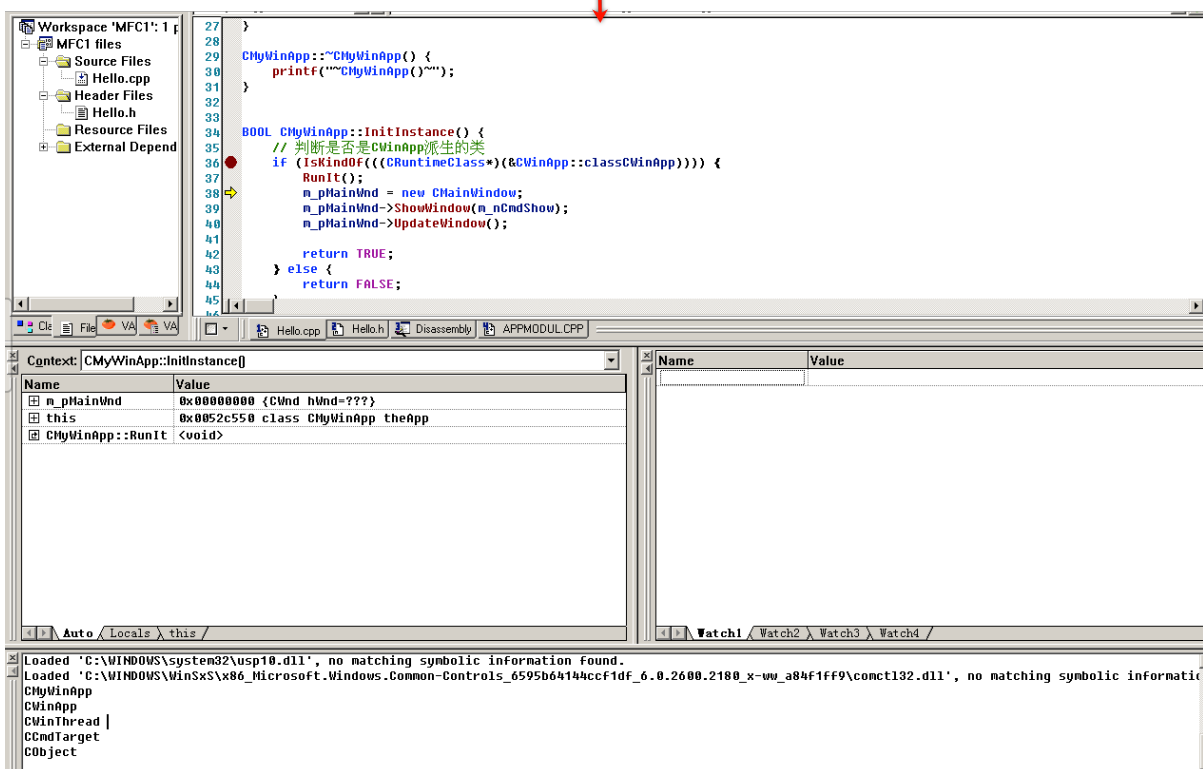 Workspace 'MFC1': 1 p
MFC1 files
Source Files
Hello.cpp
Header Files
Hello.h
Resource Files
External Depend
Cla
File
VA
VA
27 }
28
29 CMyWinApp::~CMyWinApp() {
30 printf("~CMyWinApp()~");
31 }
32
33
34 BOOL CMyWinApp::InitInstance() {
35 // 判断是否是CWinApp派生的类
36 if (IsKindOf(((CRuntimeClass*)(&CWinApp::classCWinApp)))) {
37 RunIt();
38 m_pMainWnd = new CMainWindow;
39 m_pMainWnd->ShowWindow(m_nCmdShow);
40 m_pMainWnd->UpdateWindow();
41
42 return TRUE;
43 } else {
44 return FALSE;
45
46
Hello.cpp Hello.h Disassembly APPMODUL.CPP
Context: CMyWinApp::InitInstance()
Name Value
m_pMainWnd 0x00000000 {CWnd hWnd=???}
this 0x0052c550 class CMyWinApp theApp
CMyWinApp::RunIt <void>
Auto Locals this
Name Value
Watch1 Watch2 Watch3 Watch4
Loaded 'C:\WINDOWS\system32\usp10.dll', no matching symbolic information found.
Loaded 'C:\WINDOWS\WinSxS\x86_Microsoft.Windows.Common-Controls_6595b64144ccf1df_6.0.2600.2180_x-ww_a84f1ff9\comctl32.dll', no matching symbolic informatic
CMyWinApp
CWinApp
CWinThread
CCmdTarget
CObject